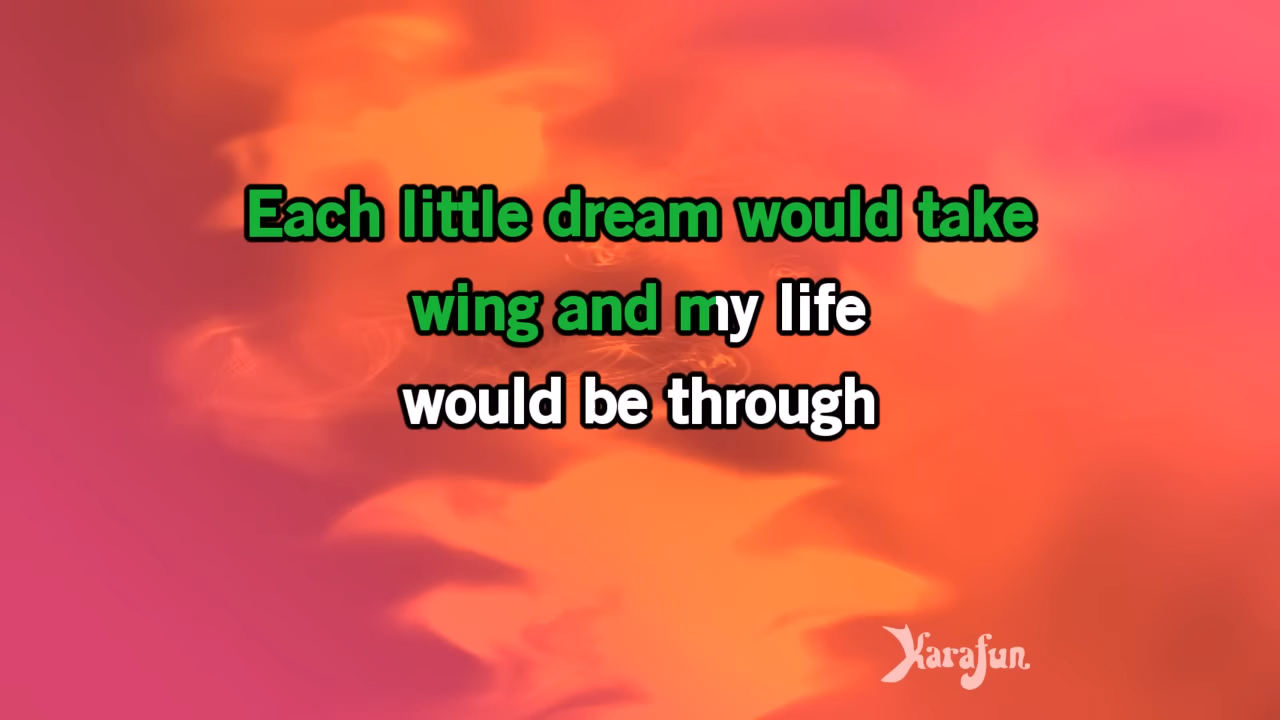 Each little dream would take
wing and my life
would be through
Karafun